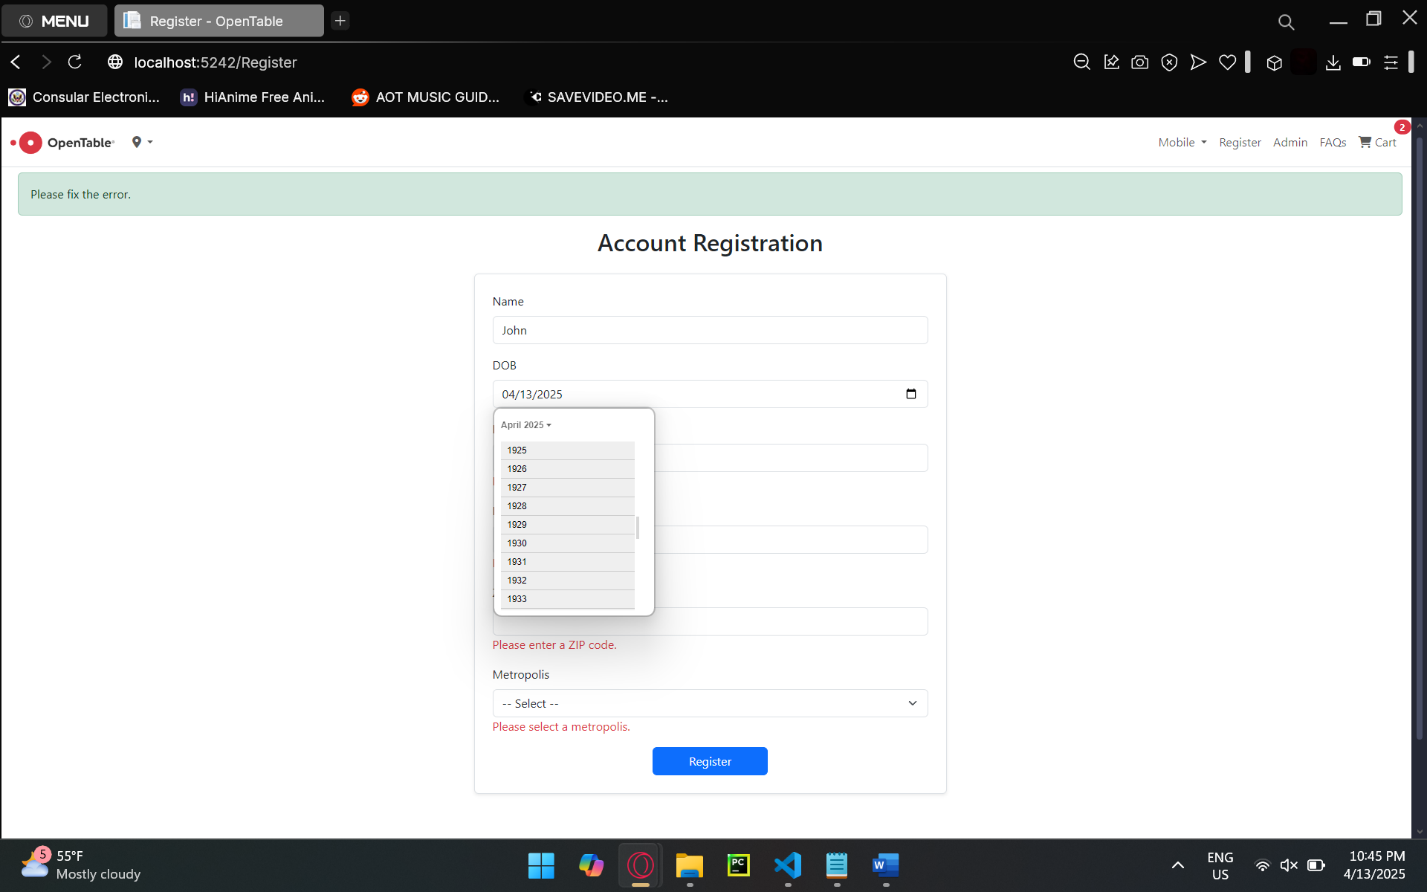 MENU
Register - OpenTable
localhost:5242/Register
Consular Electroni...
h! HiAnime Free Ani...
AOT MUSIC GUID...
SAVEVIDEO.ME -...
OpenTable
Mobile
Register
Admin
FAQs
Cart
2
Please fix the error.
Account Registration
Name
John
DOB
04/13/2025
April 2025
1925
1926
1927
1928
1929
1930
1931
1932
1933
Please enter a ZIP code.
Metropolis
-- Select --
Please select a metropolis.
Register
5
55°F
Mostly cloudy
PC
W
ENG
US
10:45 PM
4/13/2025